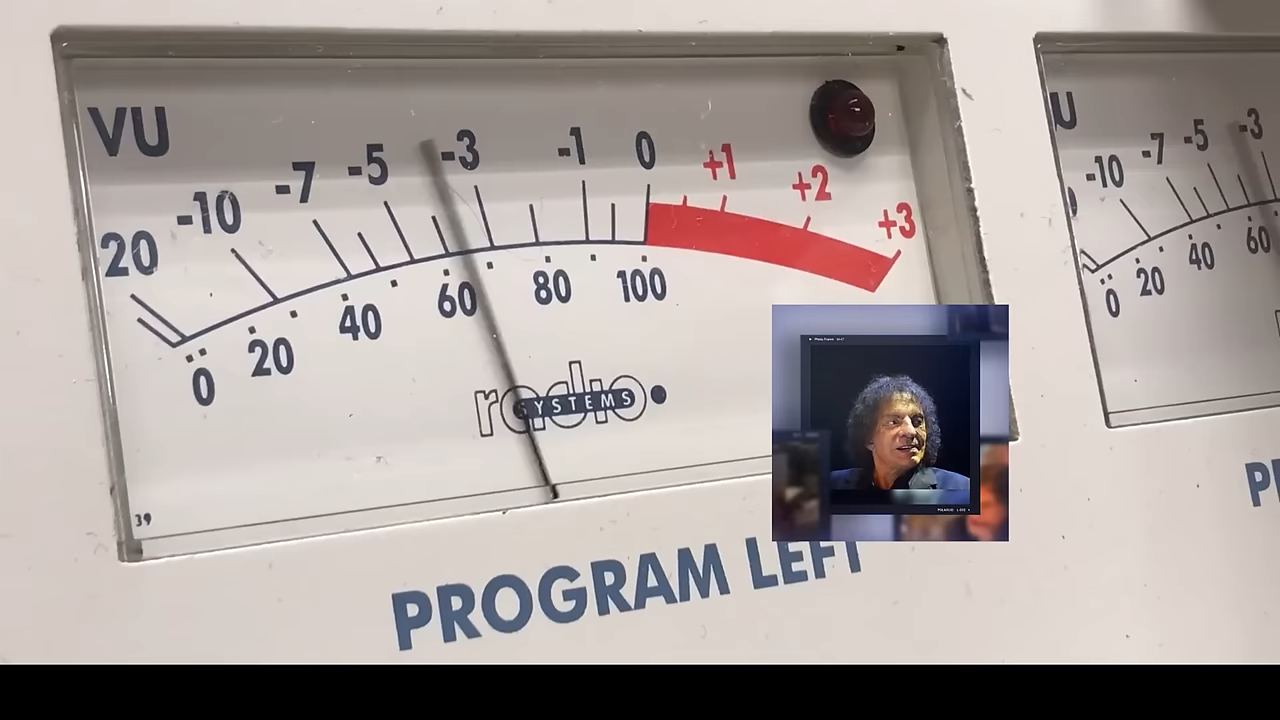 VU
20 -10 -7 -5 -3 -1 0 +1 +2 +3
0 20 40 60 80 100
radio
SYSTEMS
39
PROGRAM LEFT
U
-10 -7 -5 -3
0 20 40 60
P